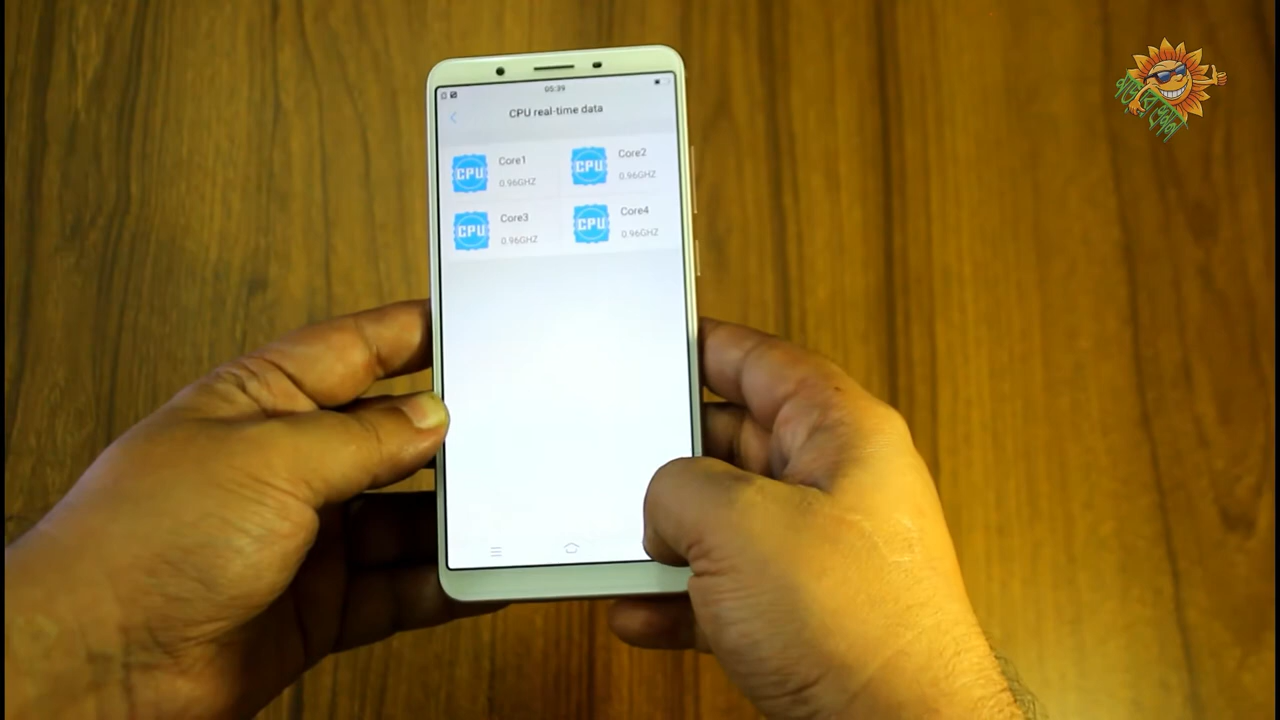 05:39
CPU real-time data
CPU Core1 CPU Core2
0.96GHZ 0.96GHZ
CPU Core3 CPU Core4
0.96GHZ 0.96GHZ